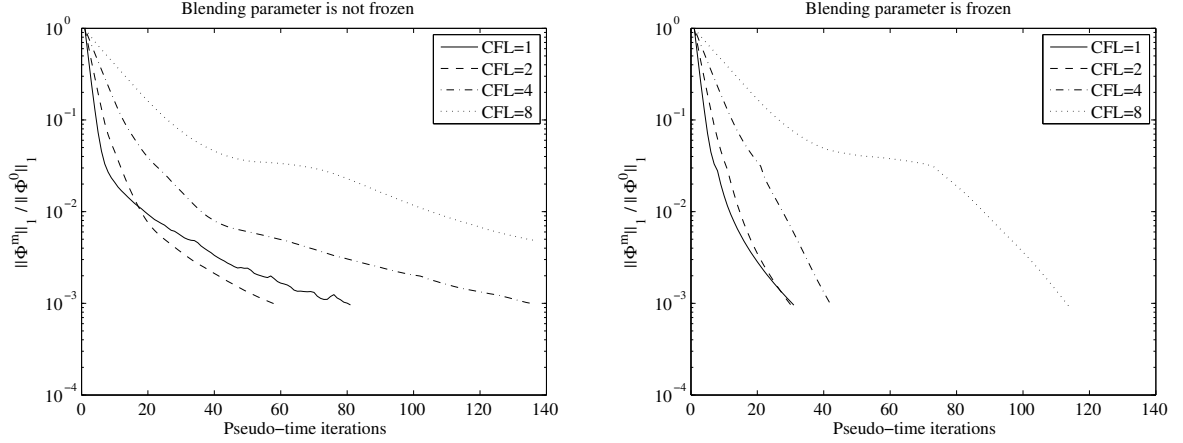 Blending parameter is not frozen
10^0
10^-1
10^-2
10^-3
10^-4
||Φ^m||_1 / ||Φ^0||_1
0 20 40 60 80 100 120 140
Pseudo−time iterations
CFL=1
CFL=2
CFL=4
CFL=8
Blending parameter is frozen
10^0
10^-1
10^-2
10^-3
10^-4
||Φ^m||_1 / ||Φ^0||_1
0 20 40 60 80 100 120 140
Pseudo−time iterations
CFL=1
CFL=2
CFL=4
CFL=8